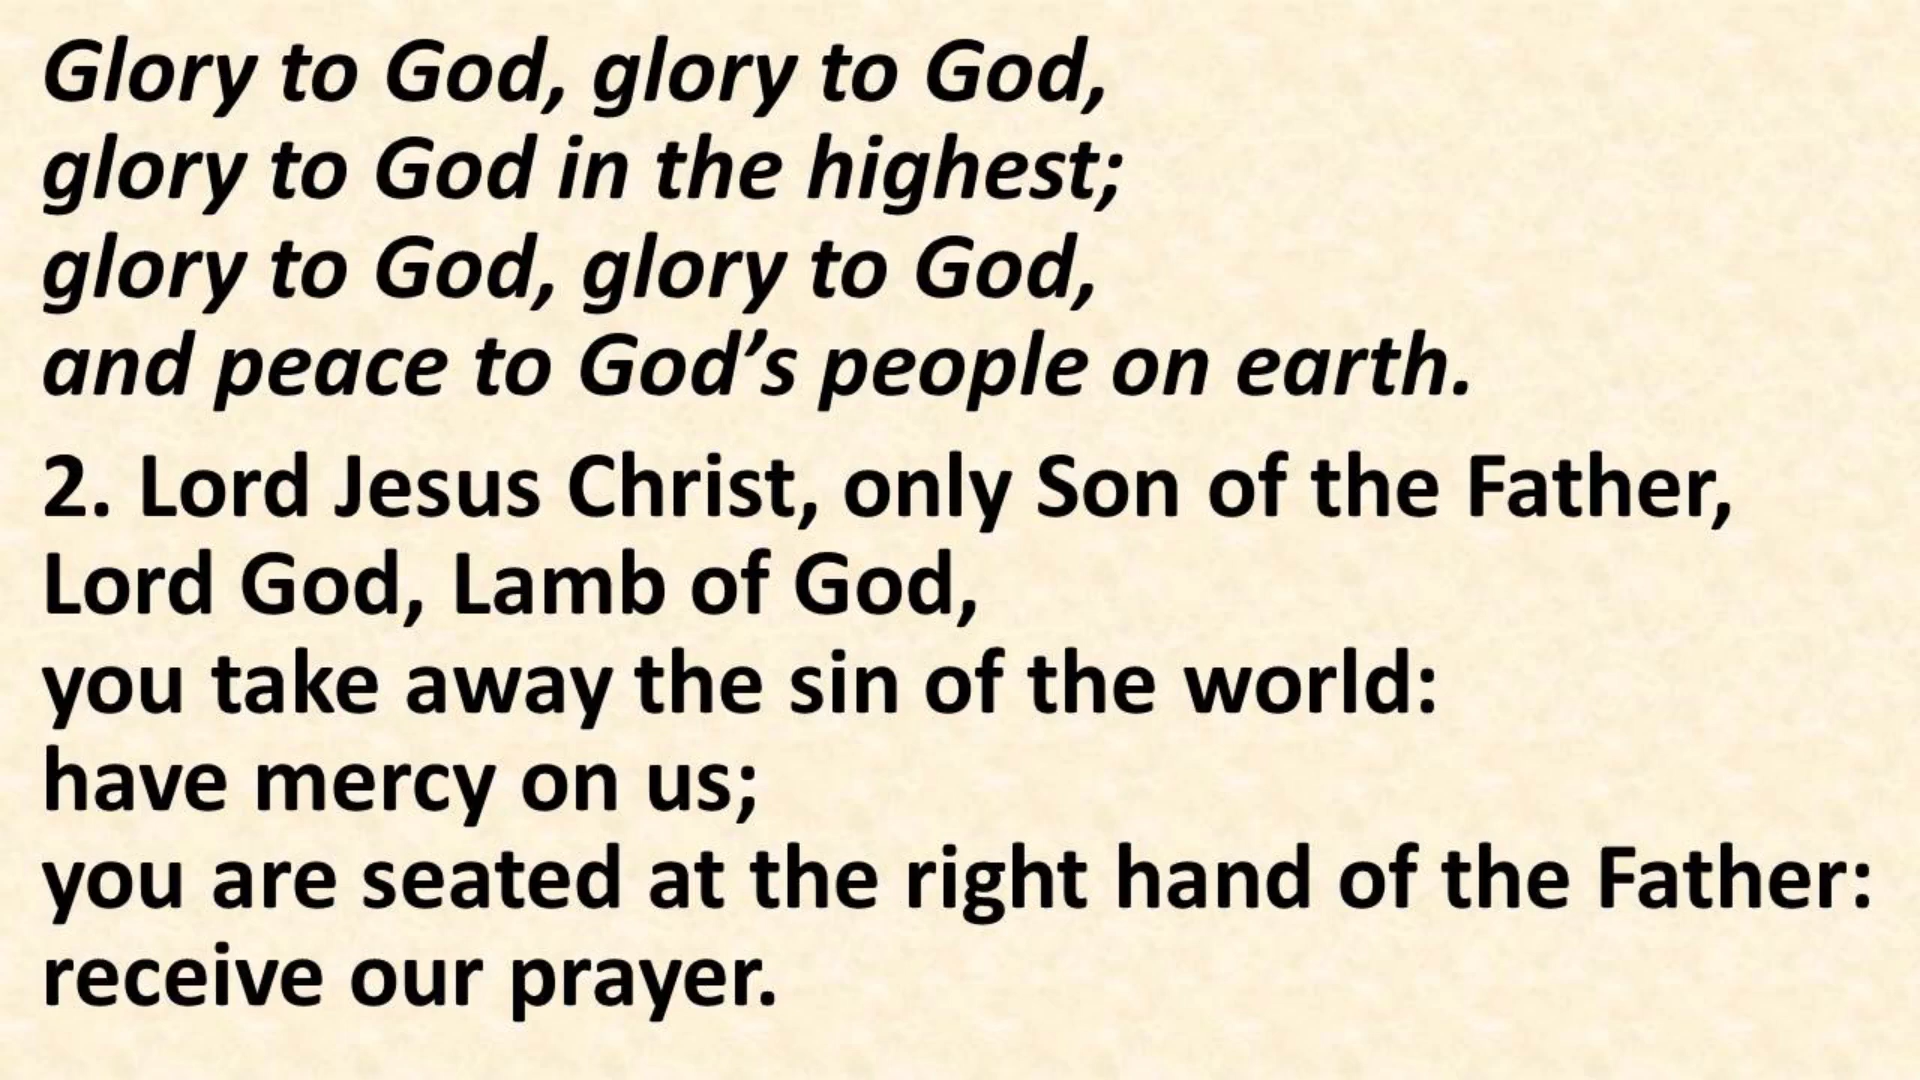 Glory to God, glory to God,
glory to God in the highest;
glory to God, glory to God,
and peace to God’s people on earth.
2. Lord Jesus Christ, only Son of the Father,
Lord God, Lamb of God,
you take away the sin of the world:
have mercy on us;
you are seated at the right hand of the Father:
receive our prayer.